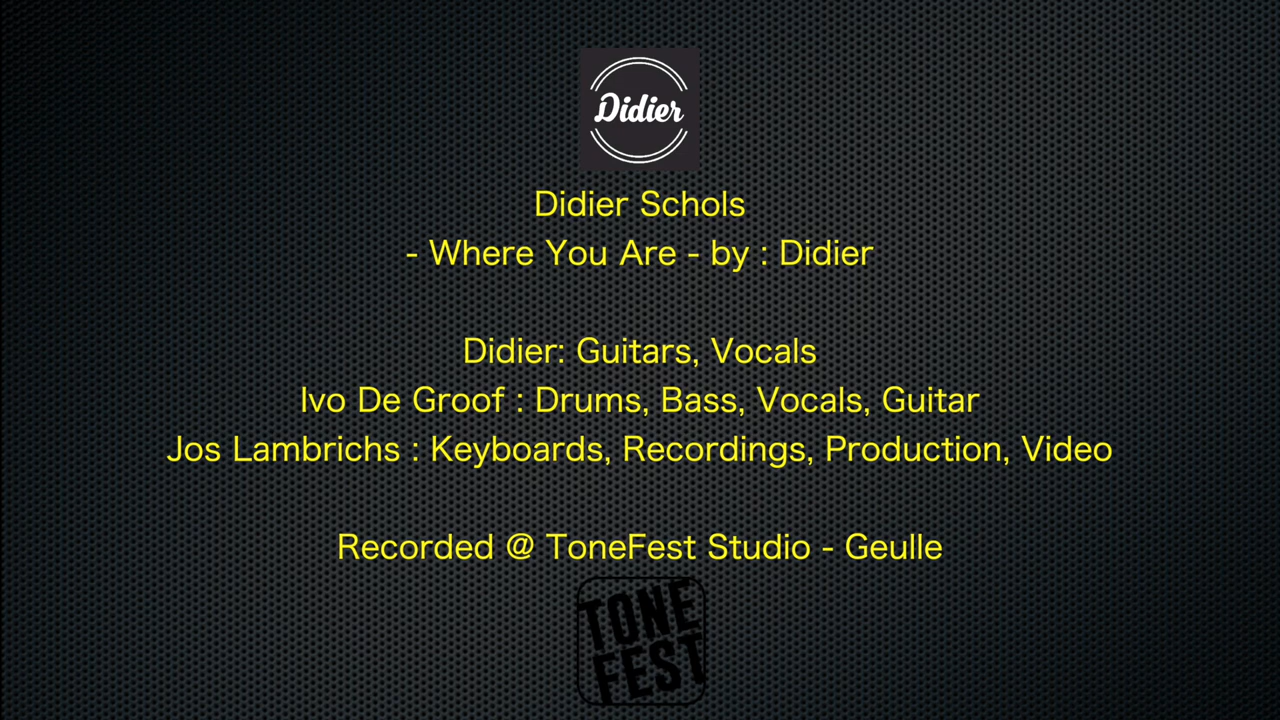 Didier
Didier Schols
- Where You Are - by : Didier
Didier: Guitars, Vocals
Ivo De Groof : Drums, Bass, Vocals, Guitar
Jos Lambrichs : Keyboards, Recordings, Production, Video
Recorded @ ToneFest Studio - Geulle
TONE
FEST